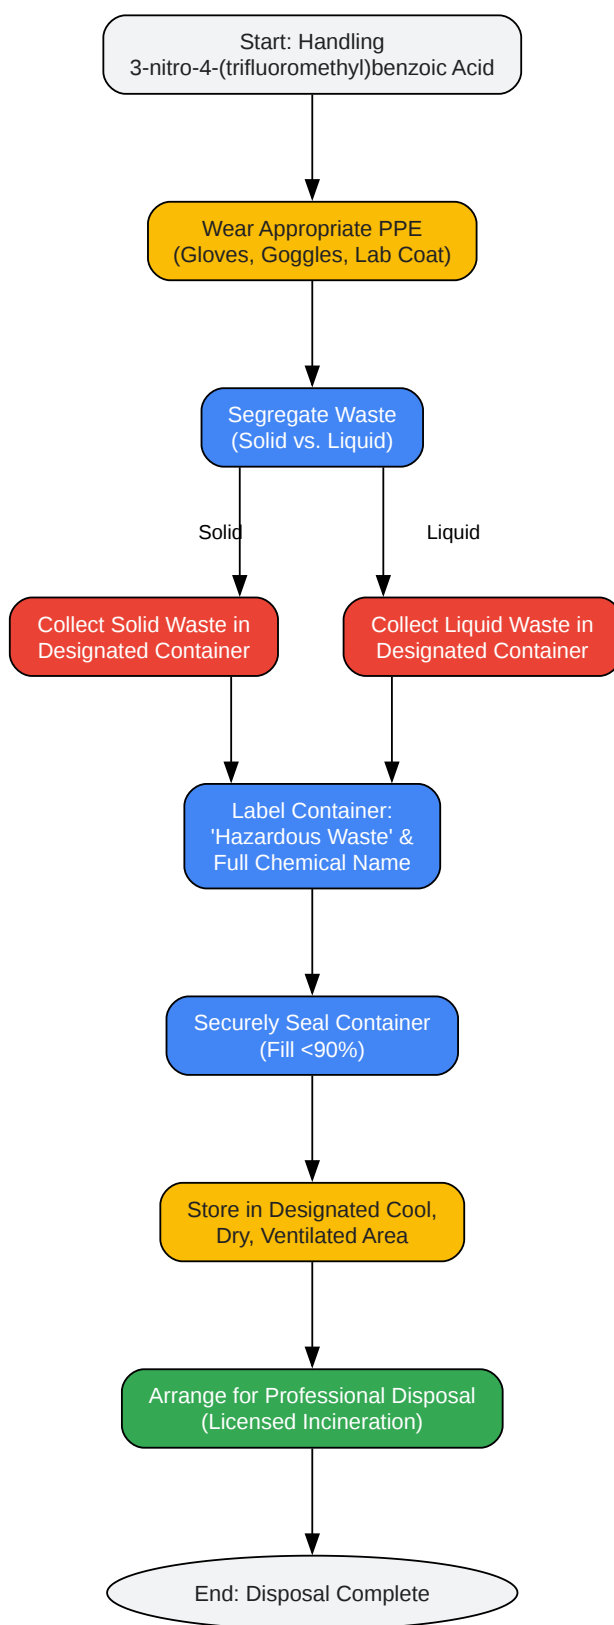 Start: Handling
3-nitro-4-(trifluoromethyl)benzoic Acid
Wear Appropriate PPE
(Gloves, Goggles, Lab Coat)
Segregate Waste
(Solid vs. Liquid)
Solid
Liquid
Collect Solid Waste in
Designated Container
Collect Liquid Waste in
Designated Container
Label Container:
'Hazardous Waste' &
Full Chemical Name
Securely Seal Container
(Fill <90%)
Store in Designated Cool,
Dry, Ventilated Area
Arrange for Professional Disposal
(Licensed Incineration)
End: Disposal Complete